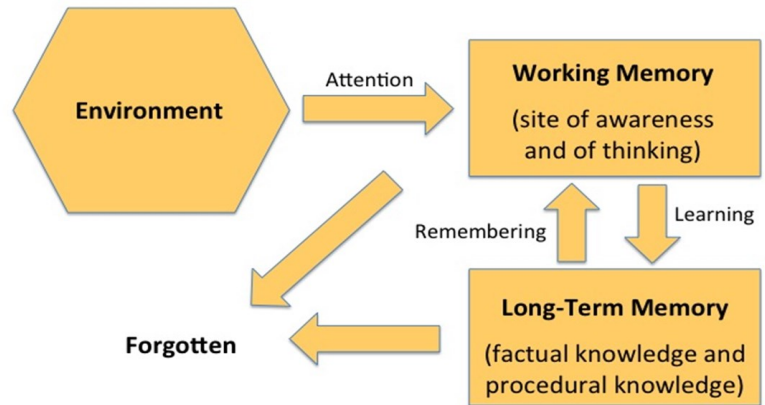 Environment
Attention
Working Memory
(site of awareness
and of thinking)
Remembering
Learning
Forgotten
Long-Term Memory
(factual knowledge and
procedural knowledge)